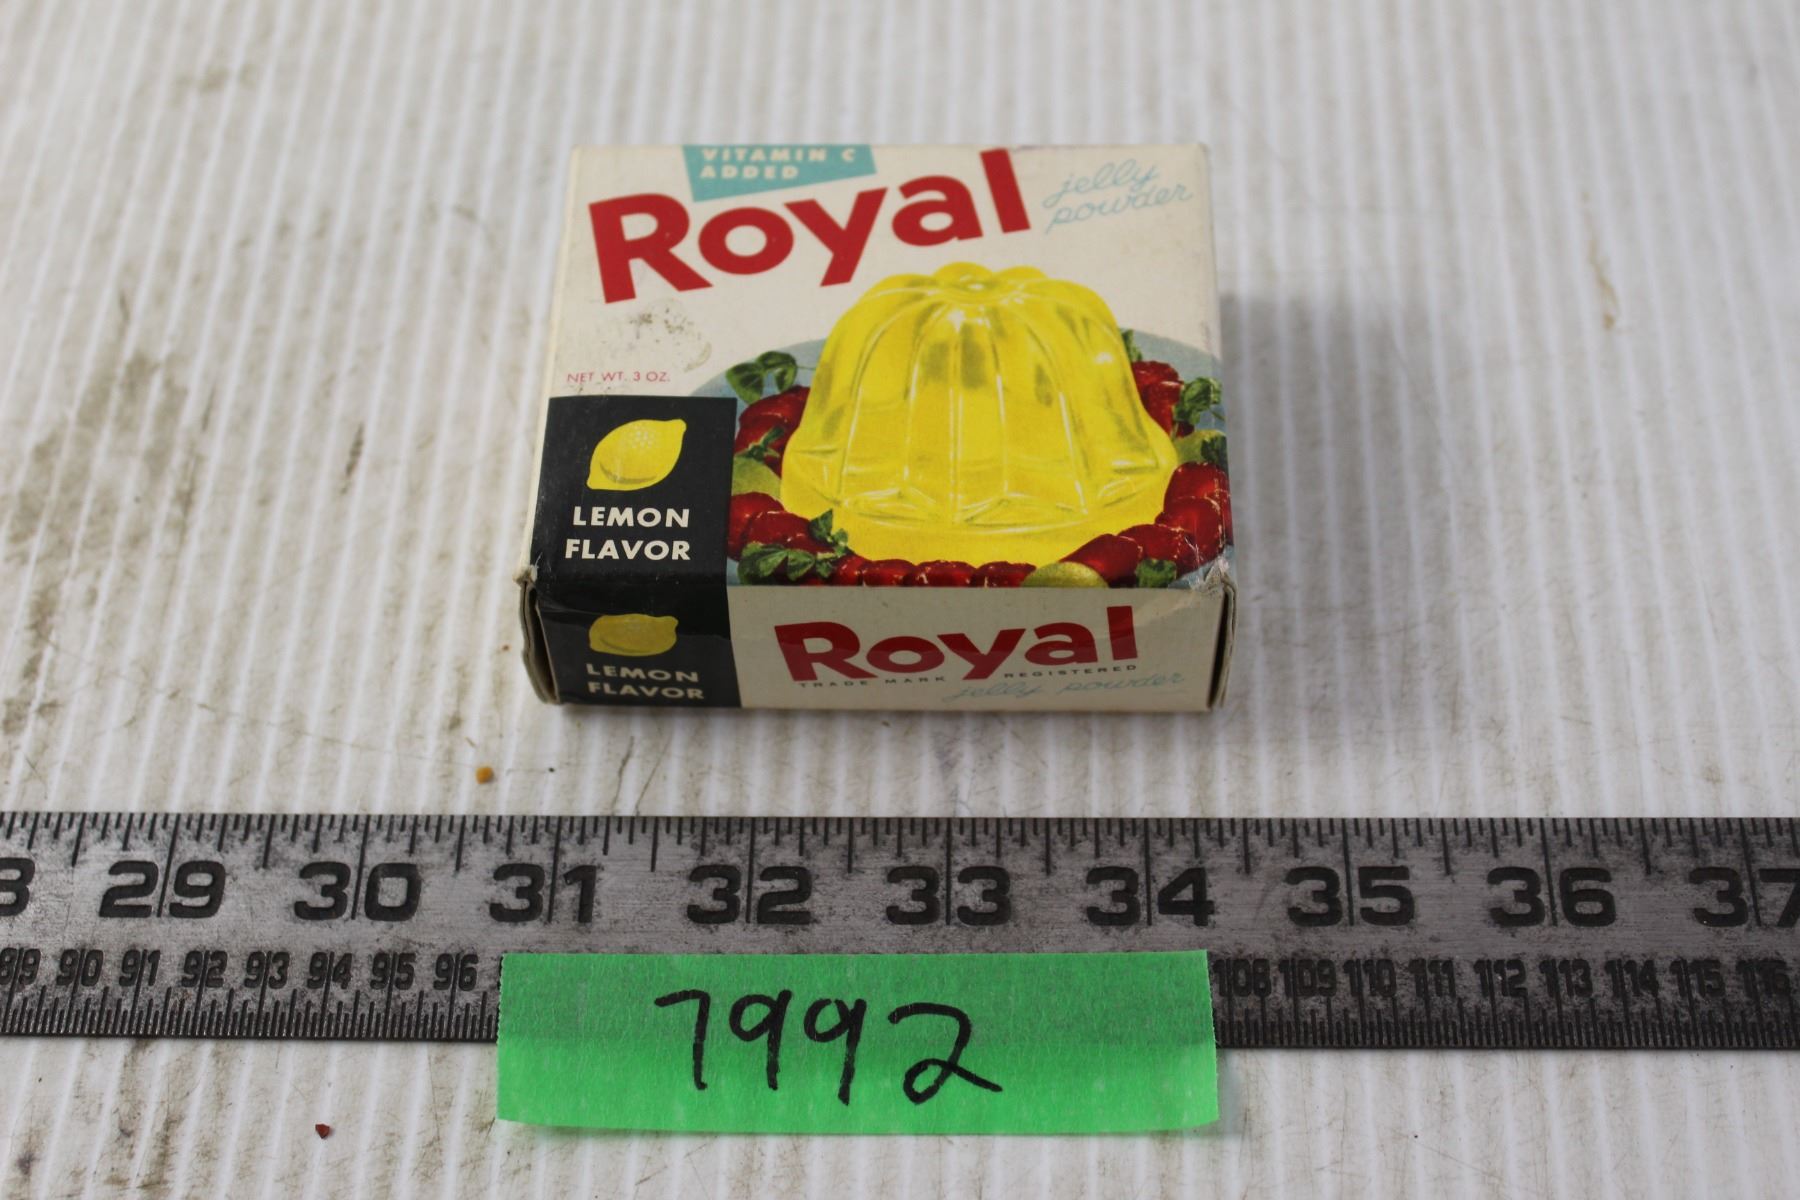 VITAMIN C
ADDED
Royal
jelly
powder
NET WT. 3 OZ.
LEMON
FLAVOR
LEMON
FLAVOR
Royal
TRADE MARK REGISTERED
jelly powder
29 30 31 32 33 34 35 36 37
89 90 91 92 93 94 95 96 108 109 110 111 112 113 114 115 116
7992